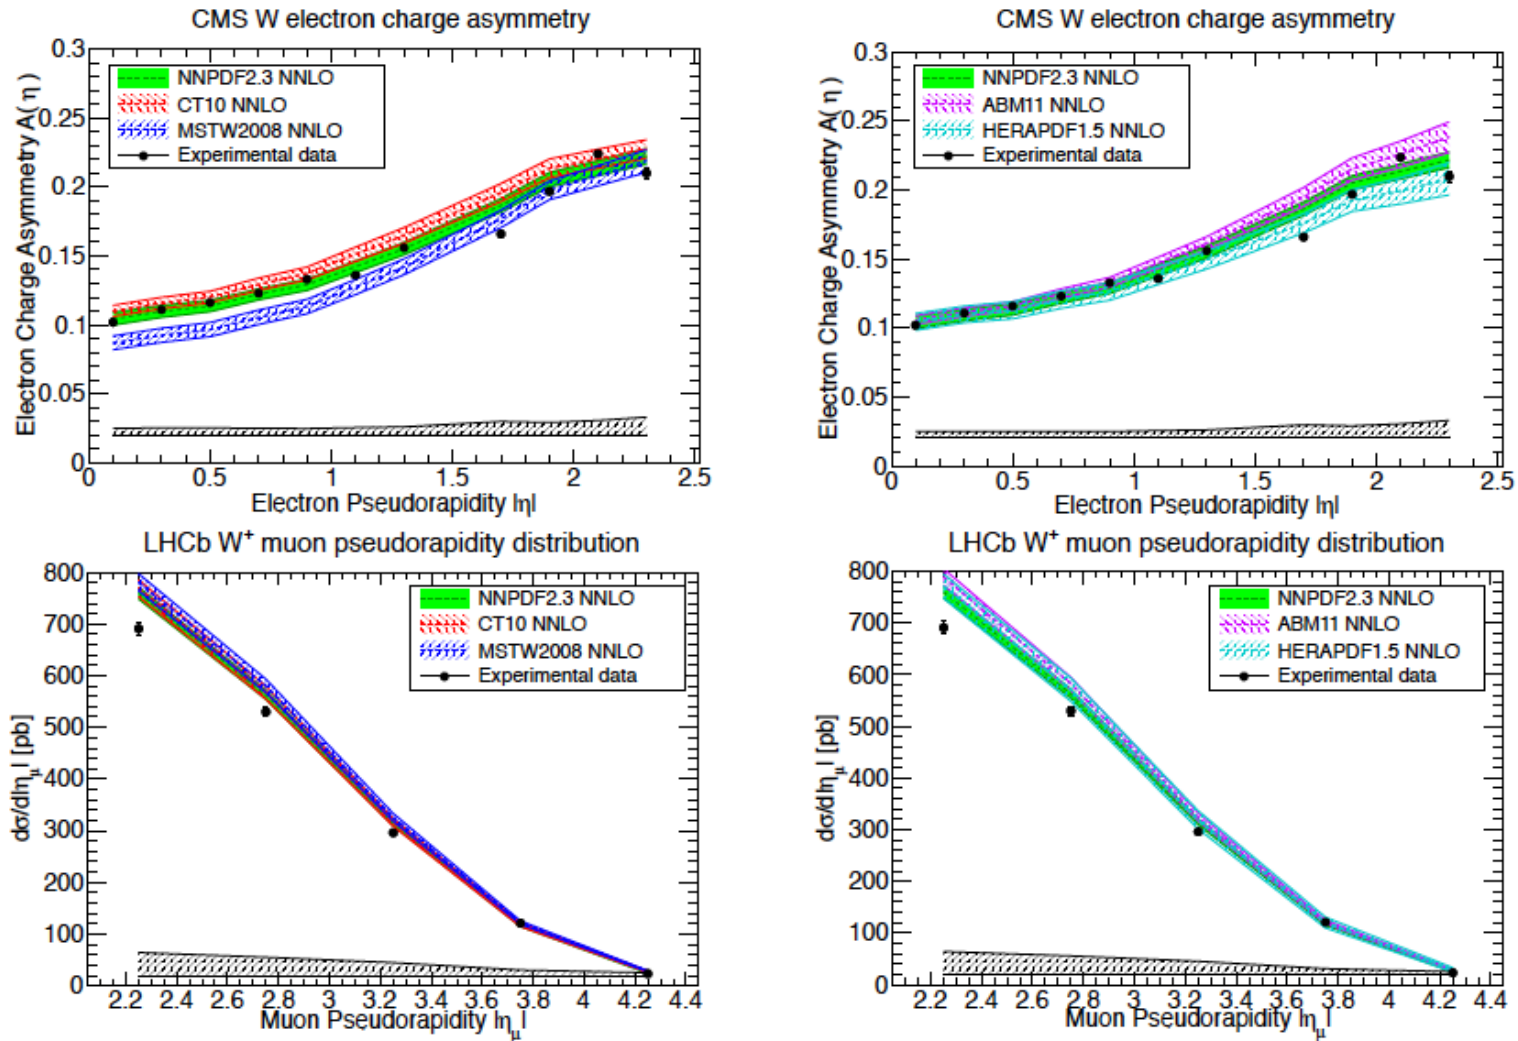 CMS W electron charge asymmetry
Electron Charge Asymmetry A( η )
0.3
0.25
0.2
0.15
0.1
0.05
0
NNPDF2.3 NNLO
CT10 NNLO
MSTW2008 NNLO
Experimental data
0 0.5 1 1.5 2 2.5
Electron Pseudorapidity |η|
CMS W electron charge asymmetry
Electron Charge Asymmetry A( η )
0.3
0.25
0.2
0.15
0.1
0.05
0
NNPDF2.3 NNLO
ABM11 NNLO
HERAPDF1.5 NNLO
Experimental data
0 0.5 1 1.5 2 2.5
Electron Pseudorapidity |η|
LHCb W⁺ muon pseudorapidity distribution
dσ/d|η_μ| [pb]
800
700
600
500
400
300
200
100
0
NNPDF2.3 NNLO
CT10 NNLO
MSTW2008 NNLO
Experimental data
2.2 2.4 2.6 2.8 3 3.2 3.4 3.6 3.8 4 4.2 4.4
Muon Pseudorapidity |η_μ|
LHCb W⁺ muon pseudorapidity distribution
dσ/d|η_μ| [pb]
800
700
600
500
400
300
200
100
0
NNPDF2.3 NNLO
ABM11 NNLO
HERAPDF1.5 NNLO
Experimental data
2.2 2.4 2.6 2.8 3 3.2 3.4 3.6 3.8 4 4.2 4.4
Muon Pseudorapidity |η_μ|